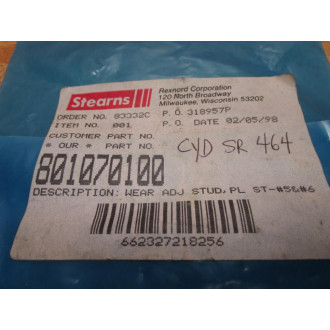 Stearns
Rexnord Corporation
120 North Broadway
Milwaukee, Wisconsin 53202
ORDER NO. 83332C P. O. 318957P
ITEM NO. 001 P. O. DATE 02/05/98
CUSTOMER PART NO.
* OUR * PART NO. CYD SR 464
801070100
DESCRIPTION: WEAR ADJ STUD, PL ST-#5&#6
662327218256